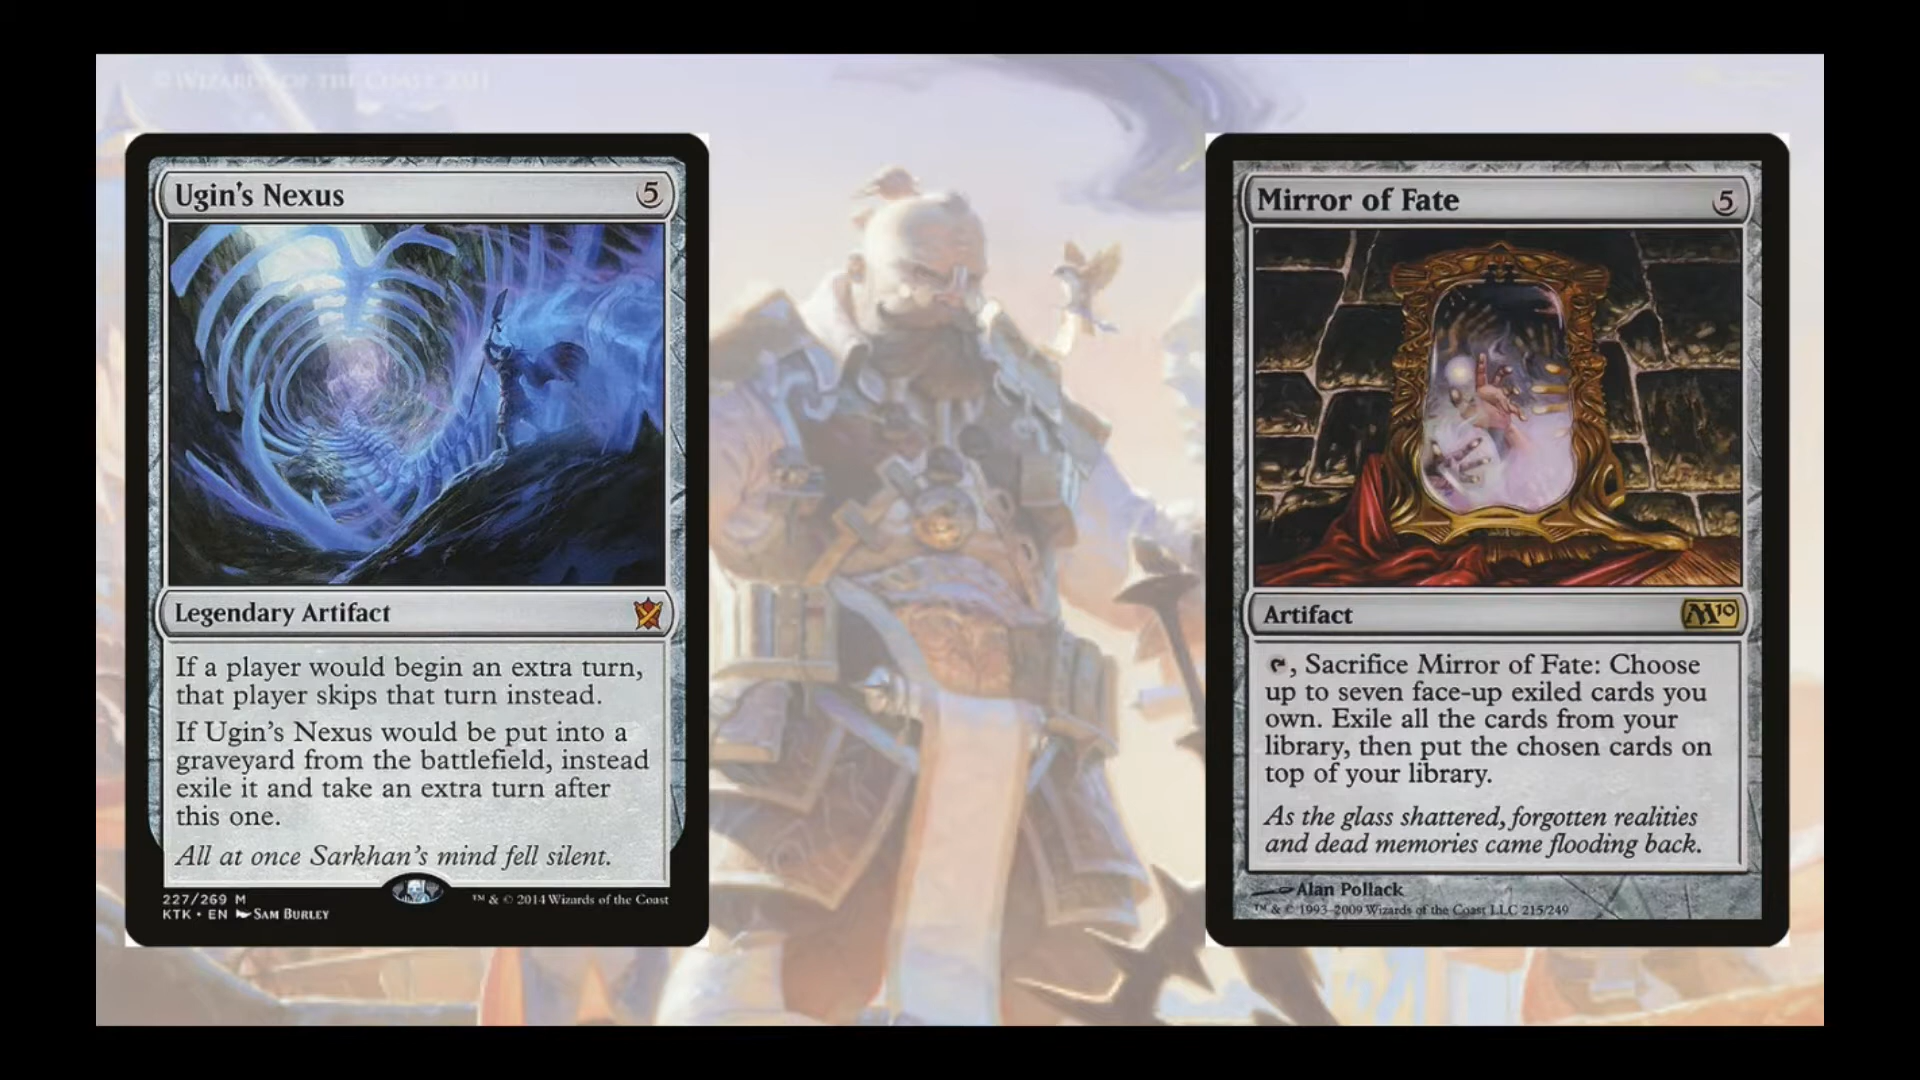 © WIZARDS OF THE COAST 2021
Ugin's Nexus 5
Legendary Artifact
If a player would begin an extra turn,
that player skips that turn instead.
If Ugin's Nexus would be put into a
graveyard from the battlefield, instead
exile it and take an extra turn after
this one.
All at once Sarkhan's mind fell silent.
227/269 M
KTK • EN SAM BURLEY
™ & © 2014 Wizards of the Coast
Mirror of Fate 5
Artifact M10
, Sacrifice Mirror of Fate: Choose
up to seven face-up exiled cards you
own. Exile all the cards from your
library, then put the chosen cards on
top of your library.
As the glass shattered, forgotten realities
and dead memories came flooding back.
Alan Pollack
™ & © 1993–2009 Wizards of the Coast LLC 215/249